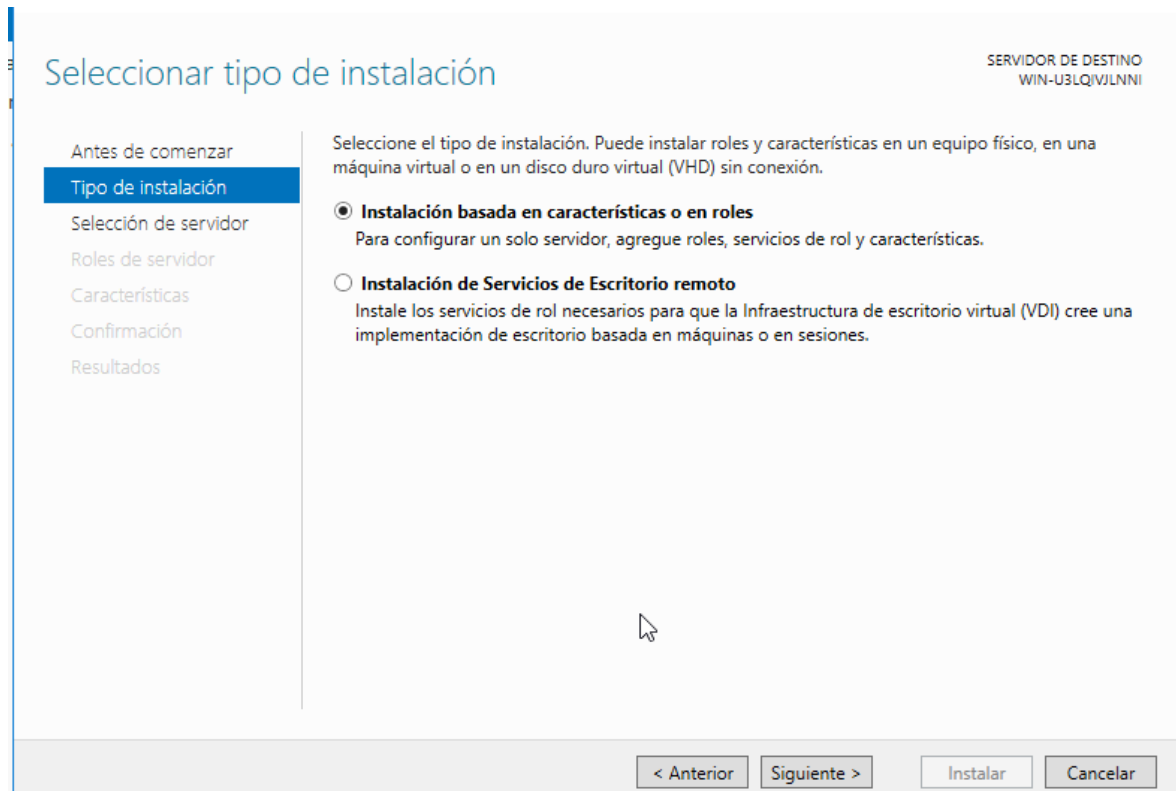 Seleccionar tipo de instalación
SERVIDOR DE DESTINO
WIN-U3LQIVJLNNI
Antes de comenzar
Tipo de instalación
Selección de servidor
Roles de servidor
Características
Confirmación
Resultados
Seleccione el tipo de instalación. Puede instalar roles y características en un equipo físico, en una
máquina virtual o en un disco duro virtual (VHD) sin conexión.
Instalación basada en características o en roles
Para configurar un solo servidor, agregue roles, servicios de rol y características.
Instalación de Servicios de Escritorio remoto
Instale los servicios de rol necesarios para que la Infraestructura de escritorio virtual (VDI) cree una
implementación de escritorio basada en máquinas o en sesiones.
< Anterior
Siguiente >
Instalar
Cancelar